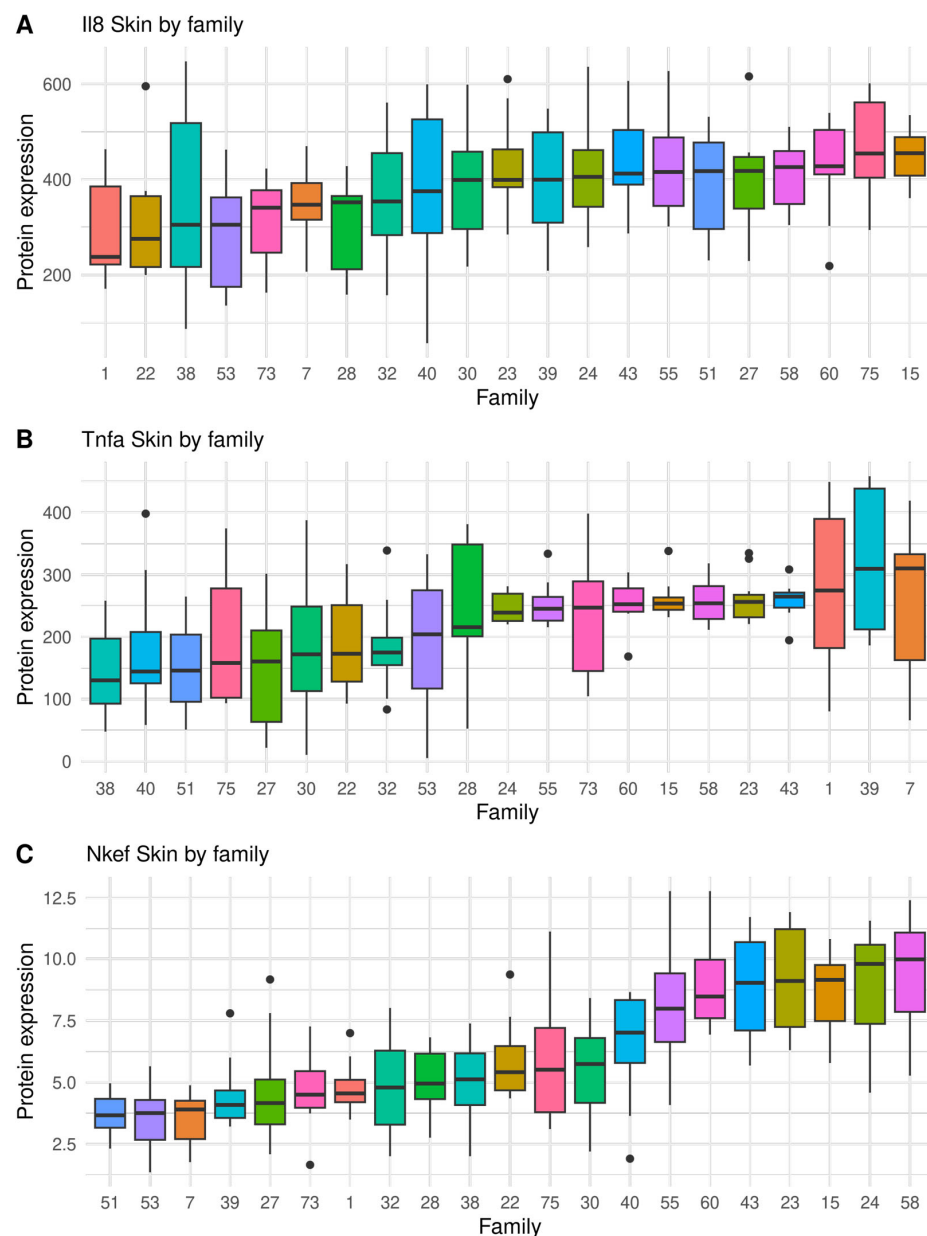 A Il8 Skin by family
Protein expression
600
400
200
1 22 38 53 73 7 28 32 40 30 23 39 24 43 55 51 27 58 60 75 15
Family
B Tnfa Skin by family
Protein expression
400
300
200
100
0
38 40 51 75 27 30 22 32 53 28 24 55 73 60 15 58 23 43 1 39 7
Family
C Nkef Skin by family
Protein expression
12.5
10.0
7.5
5.0
2.5
51 53 7 39 27 73 1 32 28 38 22 75 30 40 55 60 43 23 15 24 58
Family